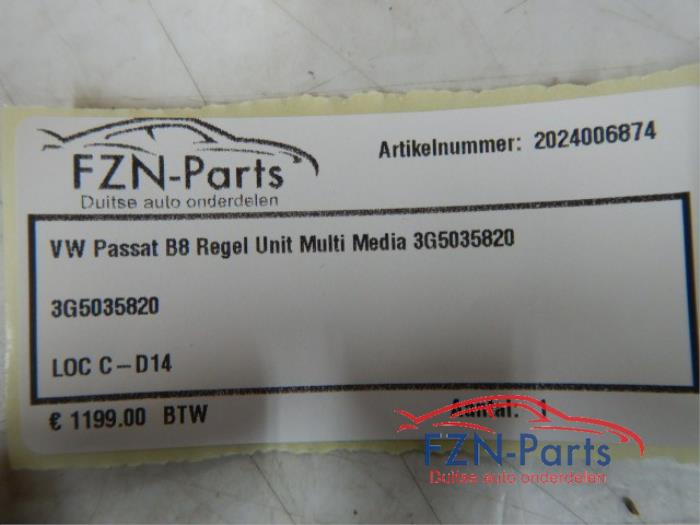 FZN-Parts
Duitse auto onderdelen
Artikelnummer: 2024006874
VW Passat B8 Regel Unit Multi Media 3G5035820
3G5035820
LOC C-D14
€ 1199.00 BTW
Aantal: 1
FZN-Parts
Duitse auto onderdelen